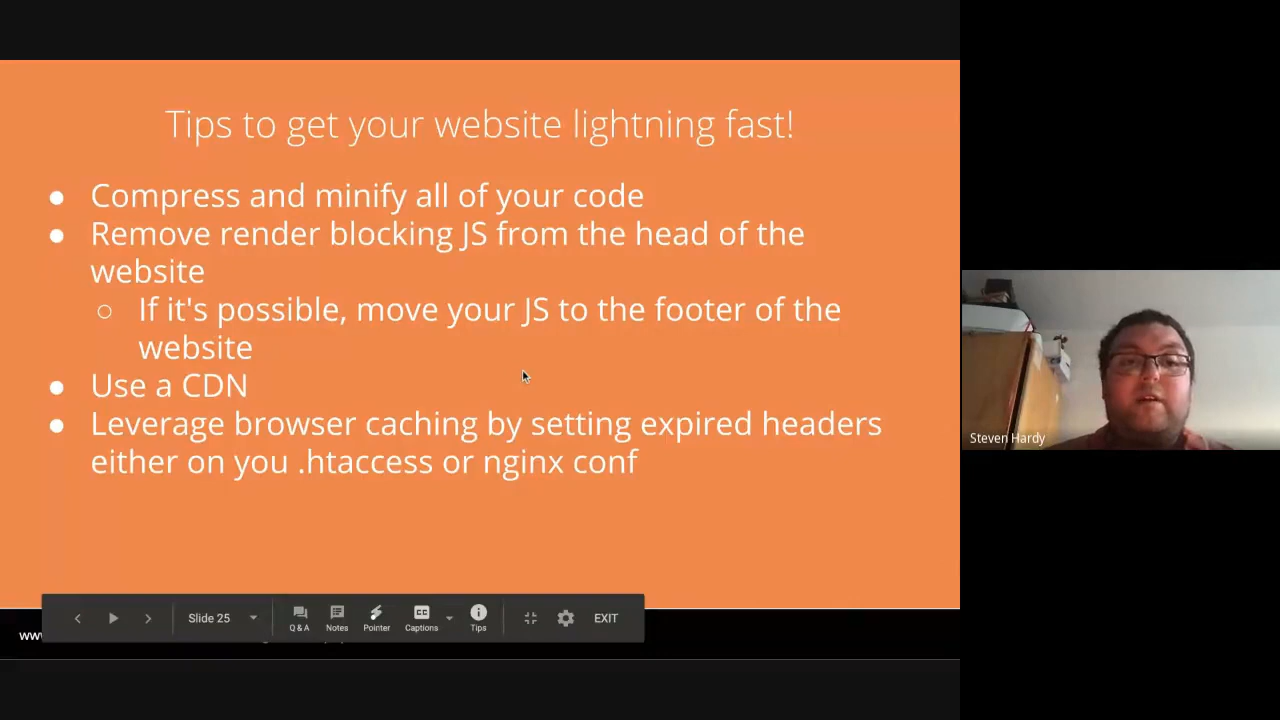 Tips to get your website lightning fast!
● Compress and minify all of your code
● Remove render blocking JS from the head of the
website
○ If it's possible, move your JS to the footer of the
website
● Use a CDN
● Leverage browser caching by setting expired headers
either on you .htaccess or nginx conf
Steven Hardy
Slide 25
Q & A
Notes
Pointer
CC
Captions
Tips
EXIT